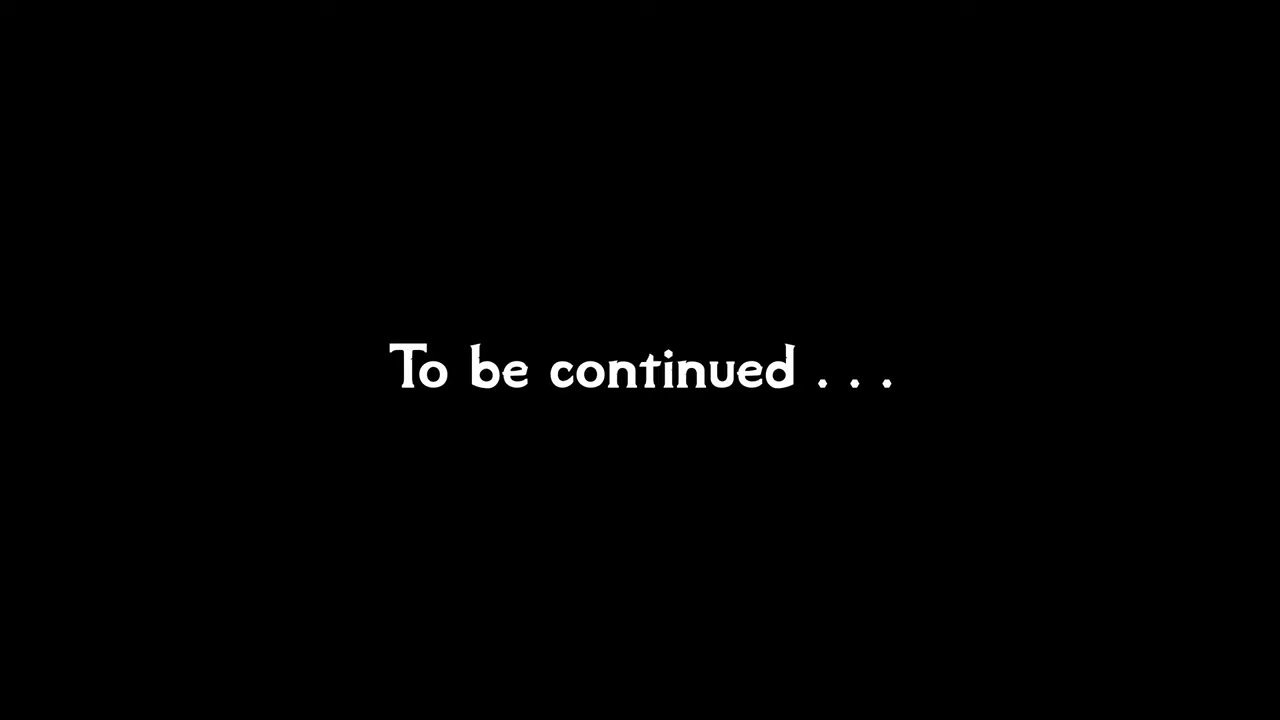 To be continued . . .